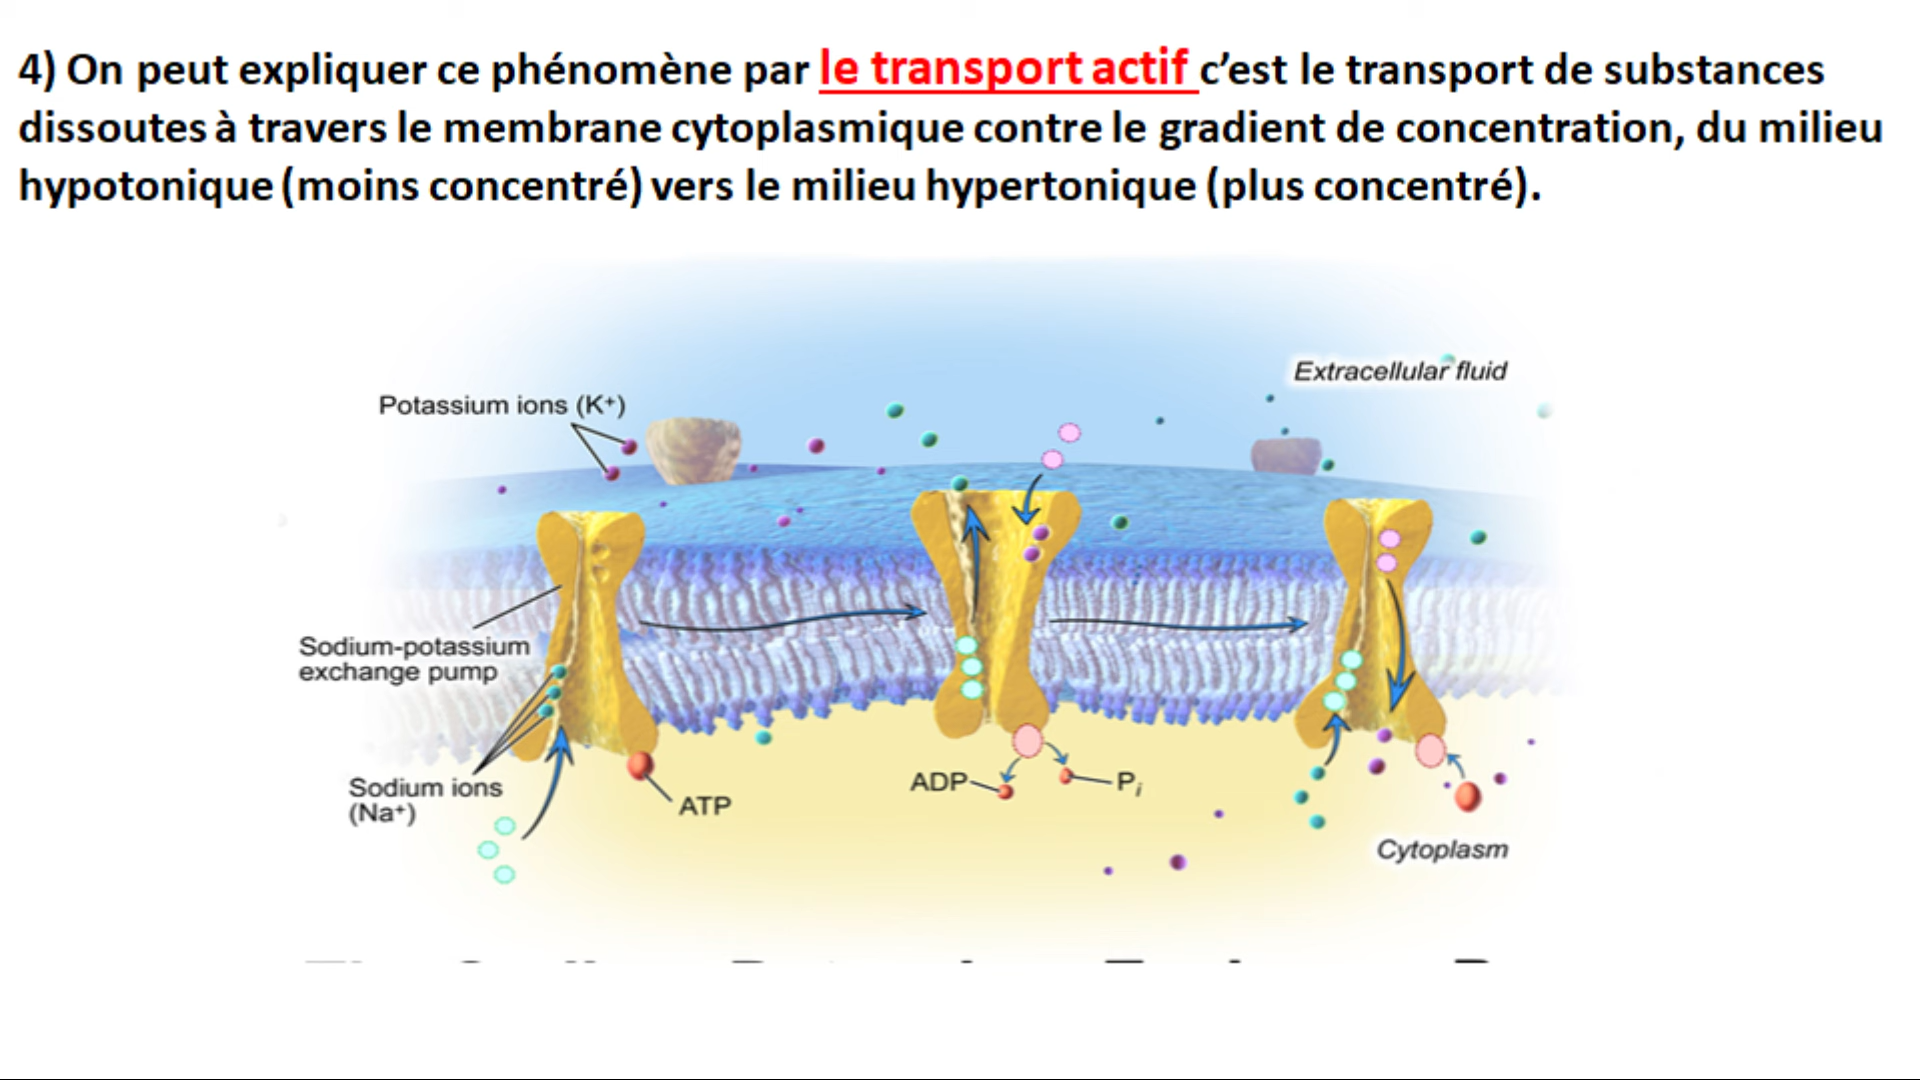 4) On peut expliquer ce phénomène par le transport actif c’est le transport de substances
dissoutes à travers le membrane cytoplasmique contre le gradient de concentration, du milieu
hypotonique (moins concentré) vers le milieu hypertonique (plus concentré).
Extracellular fluid
Potassium ions (K⁺)
Sodium-potassium
exchange pump
Sodium ions
(Na⁺)
ATP
ADP
Pi
Cytoplasm